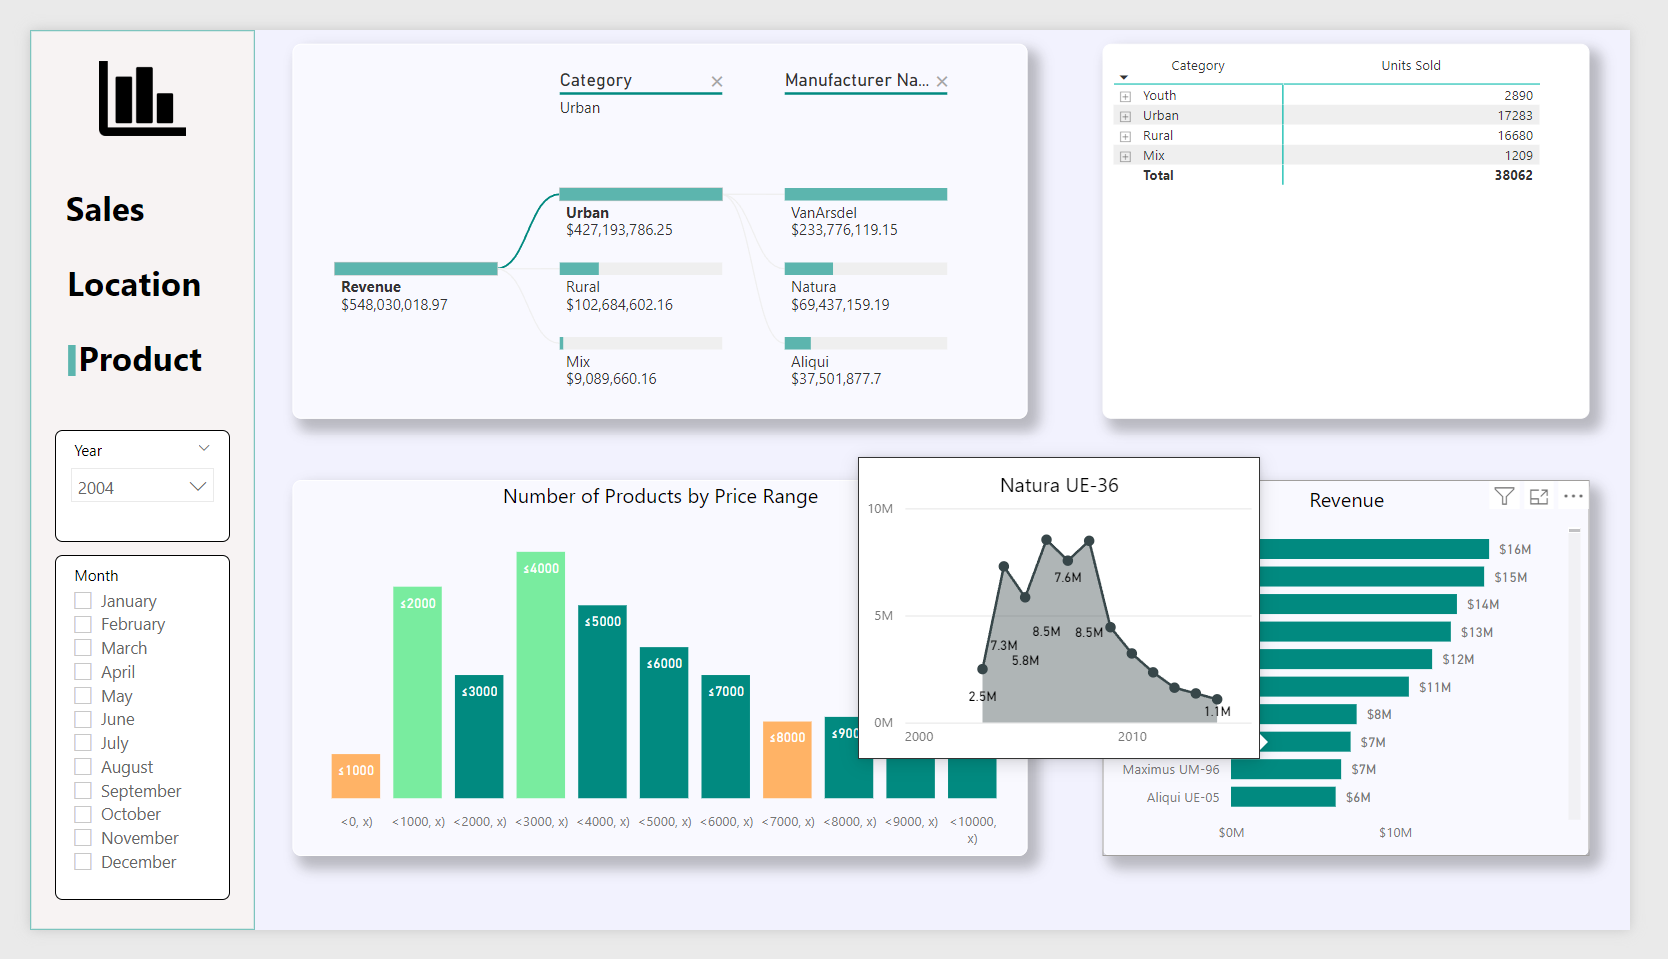 Sales
Location
Product
Year
2004
Month
January
February
March
April
May
June
July
August
September
October
November
December
Category
Manufacturer Na...
Urban
Revenue
$548,030,018.97
Urban
$427,193,786.25
Rural
$102,684,602.16
Mix
$9,089,660.16
VanArsdel
$233,776,119.15
Natura
$69,437,159.19
Aliqui
$37,501,877.7
Category Units Sold
Youth 2890
Urban 17283
Rural 16680
Mix 1209
Total 38062
Number of Products by Price Range
≤1000
≤2000
≤3000
≤4000
≤5000
≤6000
≤7000
≤8000
≤900
<0, x) <1000, x) <2000, x) <3000, x) <4000, x) <5000, x) <6000, x) <7000, x) <8000, x) <9000, x) <10000,
x)
Natura UE-36
10M
5M
0M
2.5M
7.3M
5.8M
8.5M
7.6M
8.5M
1.1M
2000 2010
Revenue
$16M
$15M
$14M
$13M
$12M
$11M
$8M
$7M
Maximus UM-96 $7M
Aliqui UE-05 $6M
$0M $10M